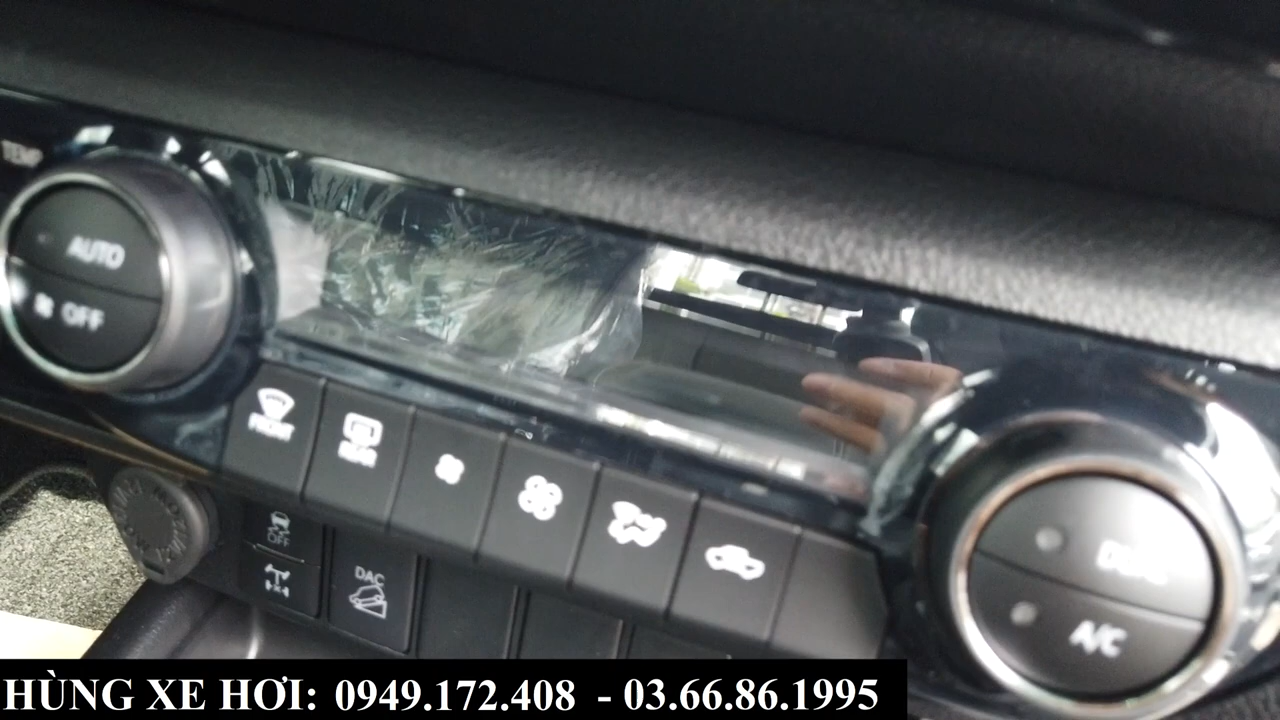 TEMP
AUTO
OFF
FRONT
REAR
OFF
DAC
A/C
HÙNG XE HƠI: 0949.172.408 - 03.66.86.1995